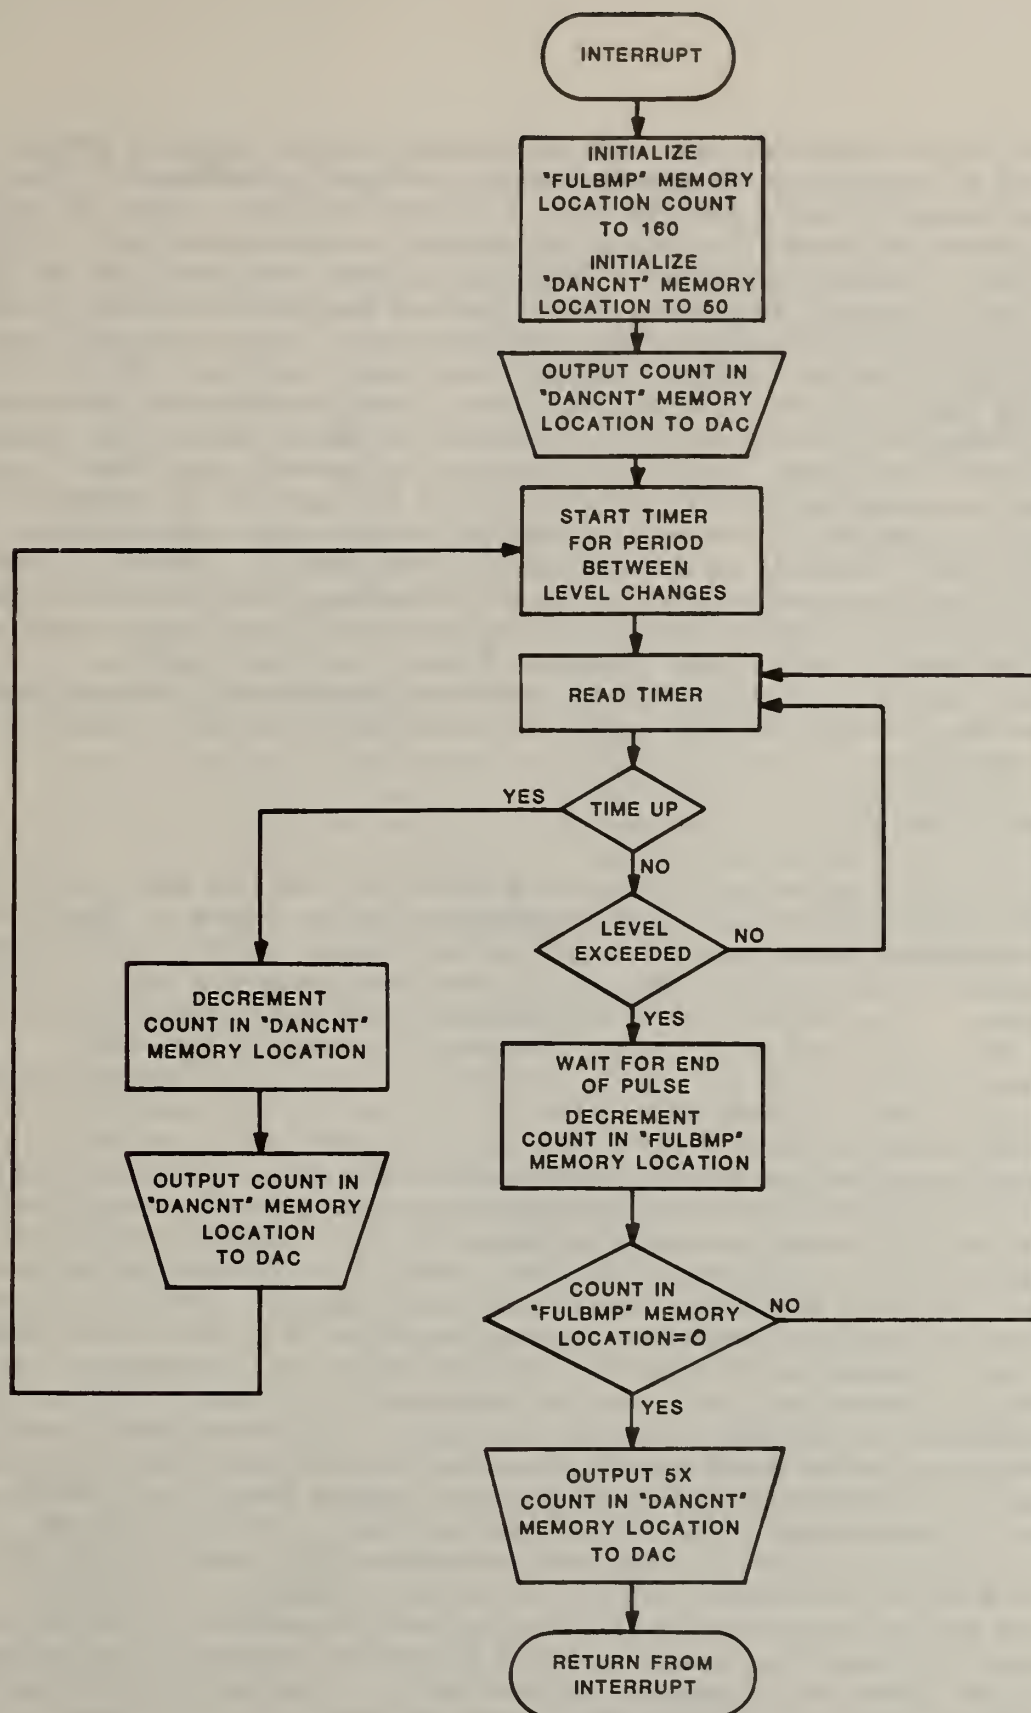 INTERRUPT
INITIALIZE
"FULBMP" MEMORY
LOCATION COUNT
TO 160
INITIALIZE
"DANCNT" MEMORY
LOCATION TO 50
OUTPUT COUNT IN
"DANCNT" MEMORY
LOCATION TO DAC
START TIMER
FOR PERIOD
BETWEEN
LEVEL CHANGES
READ TIMER
YES
TIME UP
NO
LEVEL
EXCEEDED
NO
YES
DECREMENT
COUNT IN "DANCNT"
MEMORY LOCATION
OUTPUT COUNT IN
"DANCNT" MEMORY
LOCATION
TO DAC
WAIT FOR END
OF PULSE
DECREMENT
COUNT IN "FULBMP"
MEMORY LOCATION
COUNT IN
"FULBMP" MEMORY
LOCATION=0
NO
YES
OUTPUT 5X
COUNT IN "DANCNT"
MEMORY LOCATION
TO DAC
RETURN FROM
INTERRUPT